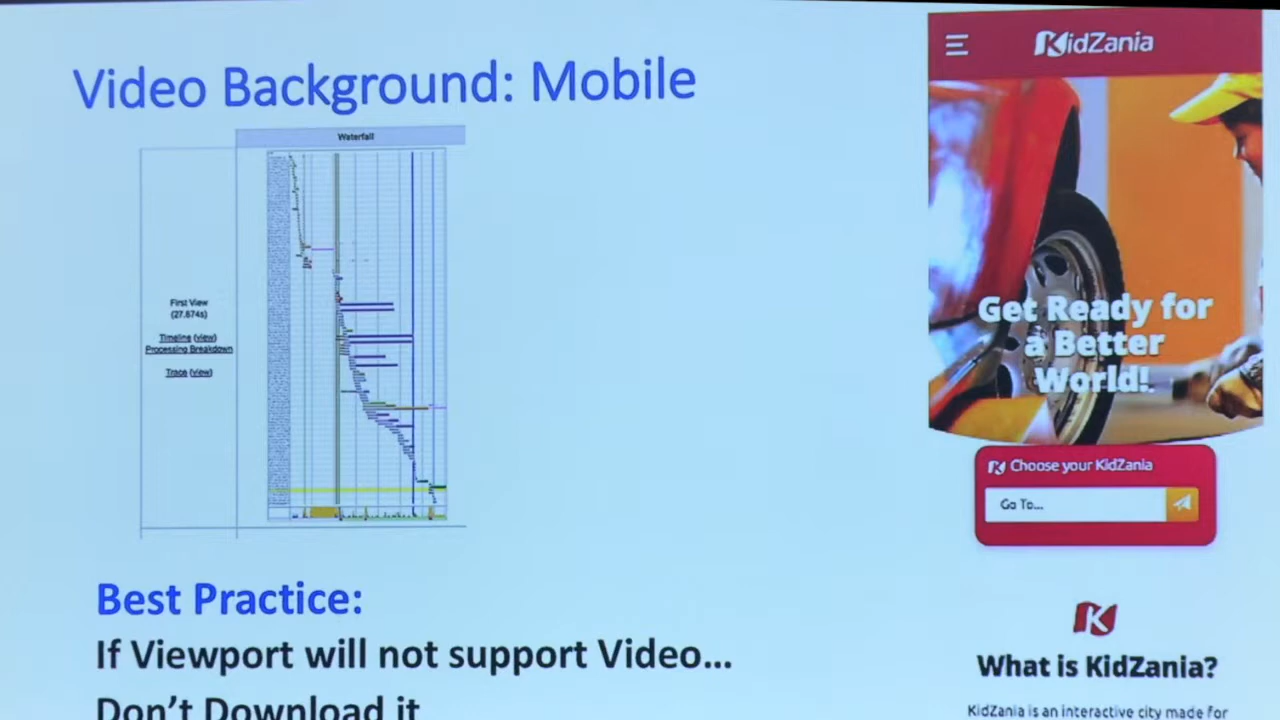 Video Background: Mobile
Waterfall
First View
(27.874s)
Timeline (view)
Processing Breakdown
Trace (view)
Best Practice:
If Viewport will not support Video...
Don't Download it
KidZania
Get Ready for
a Better
World!
Choose your KidZania
Go To...
What is KidZania?
KidZania is an interactive city made for